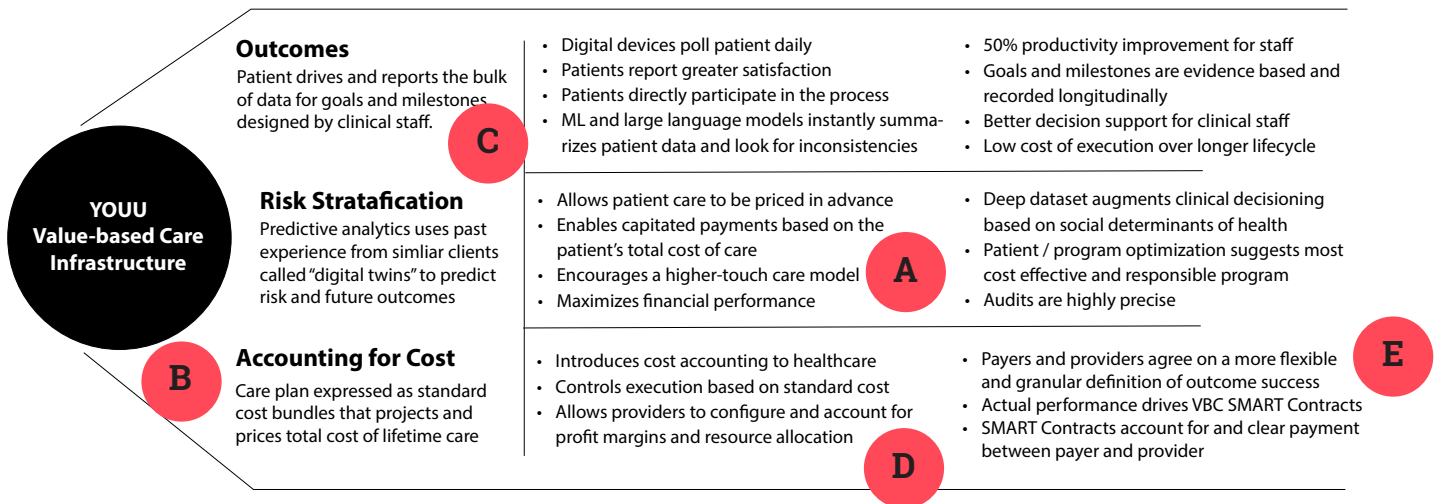 YOUU
Value-based Care
Infrastructure
Outcomes
Patient drives and reports the bulk
of data for goals and milestones
designed by clinical staff.
C
• Digital devices poll patient daily
• Patients report greater satisfaction
• Patients directly participate in the process
• ML and large language models instantly summa-
rizes patient data and look for inconsistencies
• 50% productivity improvement for staff
• Goals and milestones are evidence based and
recorded longitudinally
• Better decision support for clinical staff
• Low cost of execution over longer lifecycle
Risk Stratafication
Predictive analytics uses past
experience from simliar clients
called “digital twins” to predict
risk and future outcomes
• Allows patient care to be priced in advance
• Enables capitated payments based on the
patient’s total cost of care
• Encourages a higher-touch care model
• Maximizes financial performance
A
• Deep dataset augments clinical decisioning
based on social determinants of health
• Patient / program optimization suggests most
cost effective and responsible program
• Audits are highly precise
B
Accounting for Cost
Care plan expressed as standard
cost bundles that projects and
prices total cost of lifetime care
• Introduces cost accounting to healthcare
• Controls execution based on standard cost
• Allows providers to configure and account for
profit margins and resource allocation
D
• Payers and providers agree on a more flexible
and granular definition of outcome success
• Actual performance drives VBC SMART Contracts
• SMART Contracts account for and clear payment
between payer and provider
E